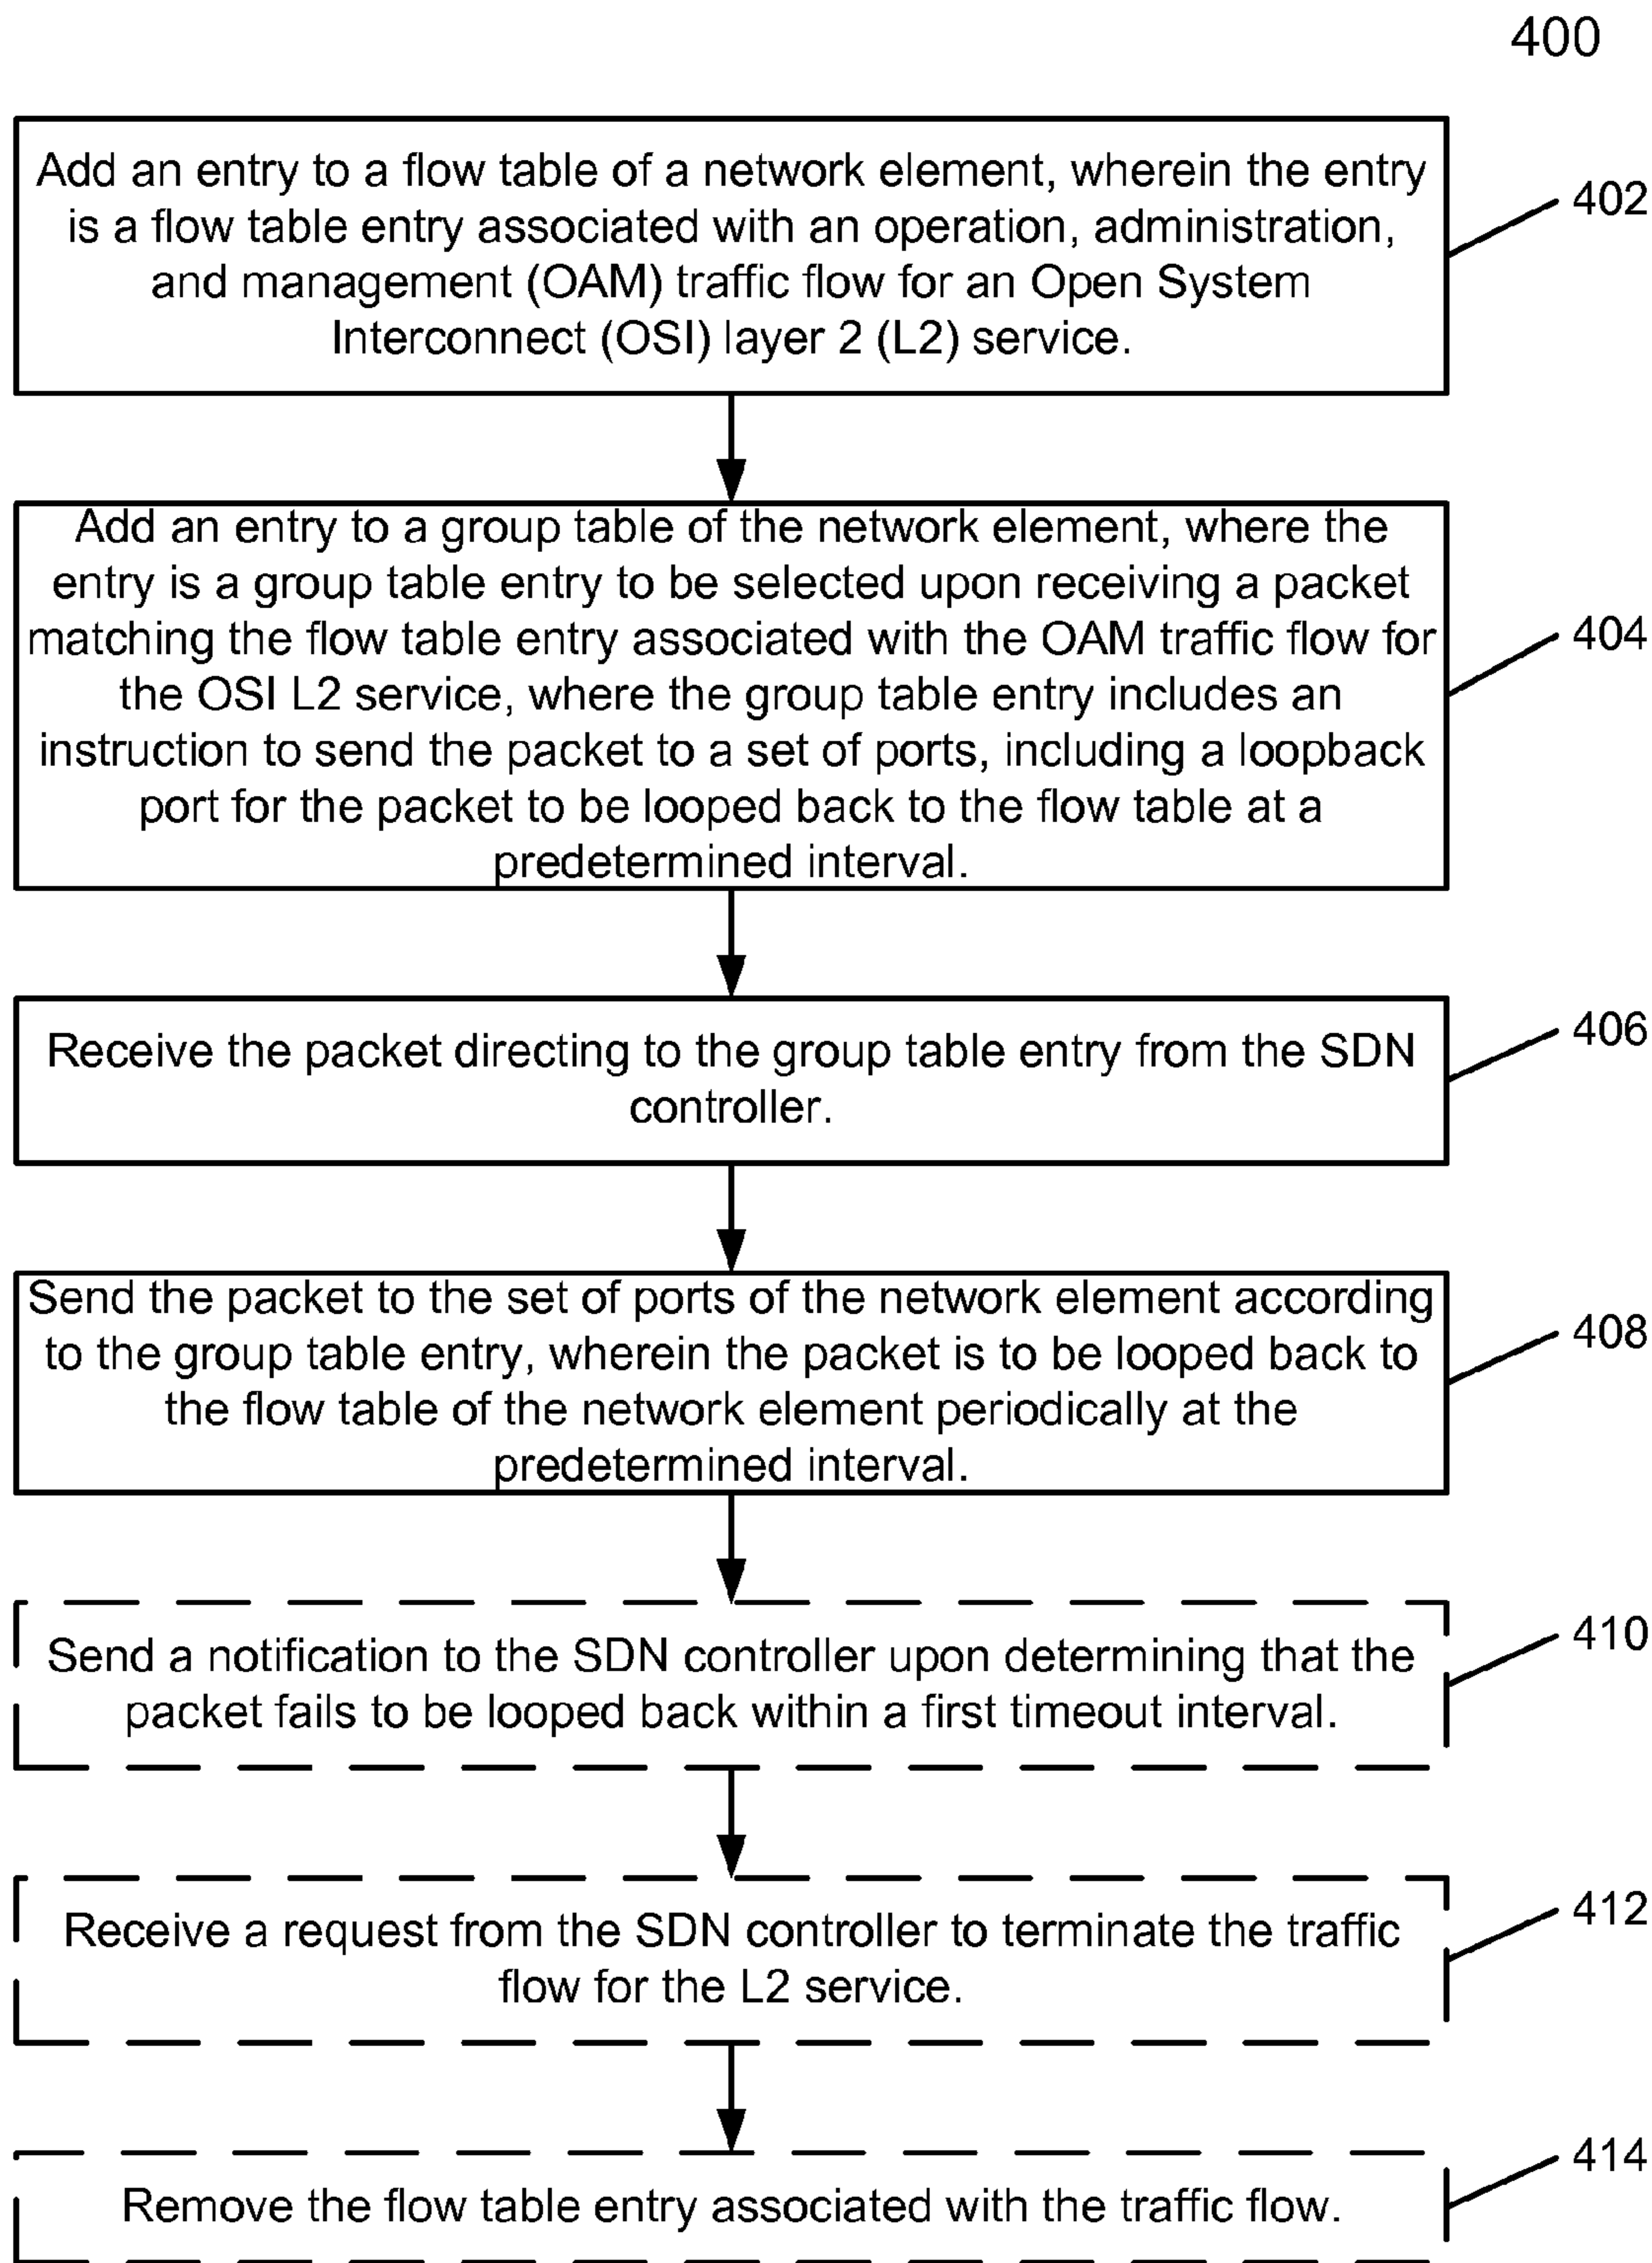 400
Add an entry to a flow table of a network element, wherein the entry
is a flow table entry associated with an operation, administration,
and management (OAM) traffic flow for an Open System
Interconnect (OSI) layer 2 (L2) service.
402
Add an entry to a group table of the network element, where the
entry is a group table entry to be selected upon receiving a packet
matching the flow table entry associated with the OAM traffic flow for
the OSI L2 service, where the group table entry includes an
instruction to send the packet to a set of ports, including a loopback
port for the packet to be looped back to the flow table at a
predetermined interval.
404
Receive the packet directing to the group table entry from the SDN
controller.
406
Send the packet to the set of ports of the network element according
to the group table entry, wherein the packet is to be looped back to
the flow table of the network element periodically at the
predetermined interval.
408
Send a notification to the SDN controller upon determining that the
packet fails to be looped back within a first timeout interval.
410
Receive a request from the SDN controller to terminate the traffic
flow for the L2 service.
412
Remove the flow table entry associated with the traffic flow.
414